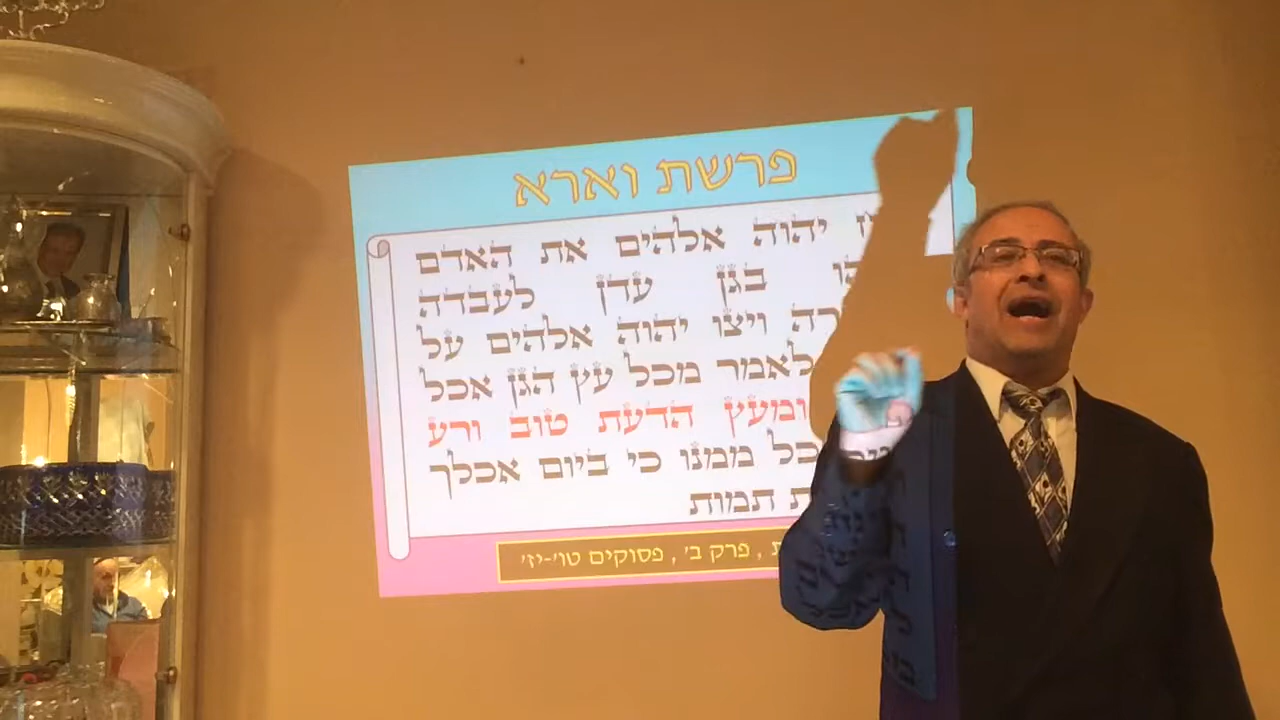 פרשת וארא
יהוה אלהים את האדם
בגן עדן לעבדה
ויצו יהוה אלהים על
לאמר מכל עץ הגן אכל
ומעץ הדעת טוב ורע
ממנו כי ביום אכלך
תמות
, פרק ב׳, פסוקים טו׳-יז׳